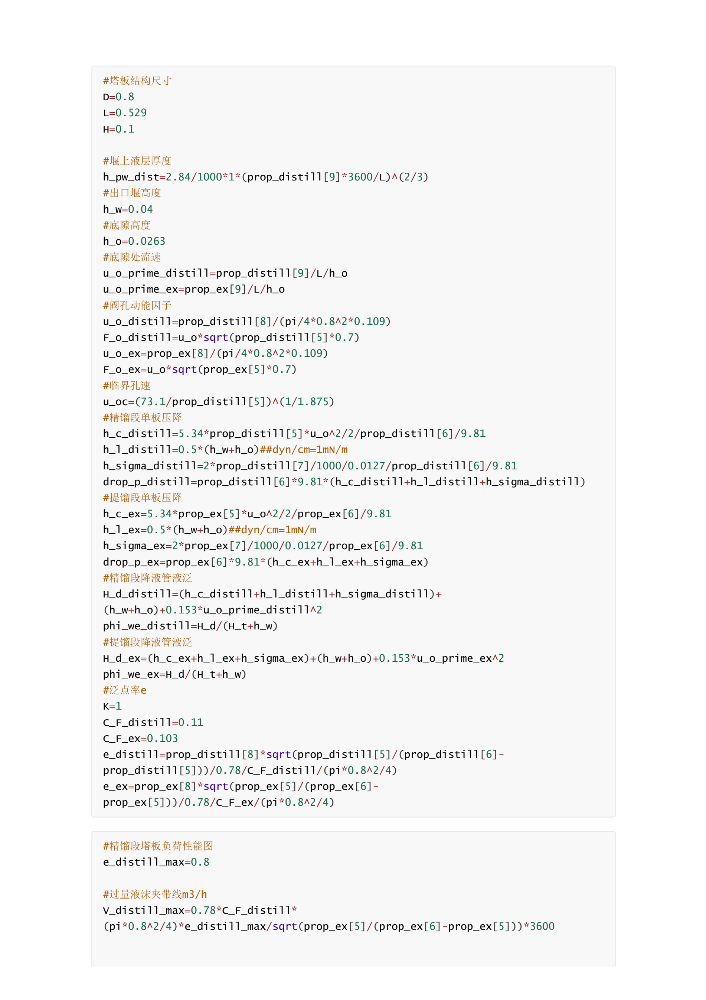 #塔板结构尺寸
D=0.8
L=0.529
H=0.1
#堰上液层厚度
h_pw_dist=2.84/1000*1*(prop_distill[9]*3600/L)^(2/3)
#出口堰高度
h_w=0.04
#底隙高度
h_o=0.0263
#底隙处流速
u_o_prime_distill=prop_distill[9]/L/h_o
u_o_prime_ex=prop_ex[9]/L/h_o
#阀孔动能因子
u_o_distill=prop_distill[8]/(pi/4*0.8^2*0.109)
F_o_distill=u_o*sqrt(prop_distill[5]*0.7)
u_o_ex=prop_ex[8]/(pi/4*0.8^2*0.109)
F_o_ex=u_o*sqrt(prop_ex[5]*0.7)
#临界孔速
u_oc=(73.1/prop_distill[5])^(1/1.875)
#精馏段单板压降
h_c_distill=5.34*prop_distill[5]*u_o^2/2/prop_distill[6]/9.81
h_l_distill=0.5*(h_w+h_o)##dyn/cm=1mN/m
h_sigma_distill=2*prop_distill[7]/1000/0.0127/prop_distill[6]/9.81
drop_p_distill=prop_distill[6]*9.81*(h_c_distill+h_l_distill+h_sigma_distill)
#提馏段单板压降
h_c_ex=5.34*prop_ex[5]*u_o^2/2/prop_ex[6]/9.81
h_l_ex=0.5*(h_w+h_o)##dyn/cm=1mN/m
h_sigma_ex=2*prop_ex[7]/1000/0.0127/prop_ex[6]/9.81
drop_p_ex=prop_ex[6]*9.81*(h_c_ex+h_l_ex+h_sigma_ex)
#精馏段降液管液泛
H_d_distill=(h_c_distill+h_l_distill+h_sigma_distill)+
(h_w+h_o)+0.153*u_o_prime_distill^2
phi_we_distill=H_d/(H_t+h_w)
#提馏段降液管液泛
H_d_ex=(h_c_ex+h_l_ex+h_sigma_ex)+(h_w+h_o)+0.153*u_o_prime_ex^2
phi_we_ex=H_d/(H_t+h_w)
#泛点率e
K=1
C_F_distill=0.11
C_F_ex=0.103
e_distill=prop_distill[8]*sqrt(prop_distill[5]/(prop_distill[6]-
prop_distill[5]))/0.78/C_F_distill/(pi*0.8^2/4)
e_ex=prop_ex[8]*sqrt(prop_ex[5]/(prop_ex[6]-
prop_ex[5]))/0.78/C_F_ex/(pi*0.8^2/4)
#精馏段塔板负荷性能图
e_distill_max=0.8
#过量液沫夹带线m3/h
V_distill_max=0.78*C_F_distill*
(pi*0.8^2/4)*e_distill_max/sqrt(prop_ex[5]/(prop_ex[6]-prop_ex[5]))*3600